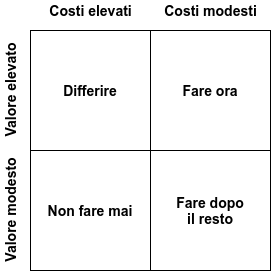 Costi elevati
Costi modesti
Valore elevato
Differire
Fare ora
Valore modesto
Non fare mai
Fare dopo
il resto